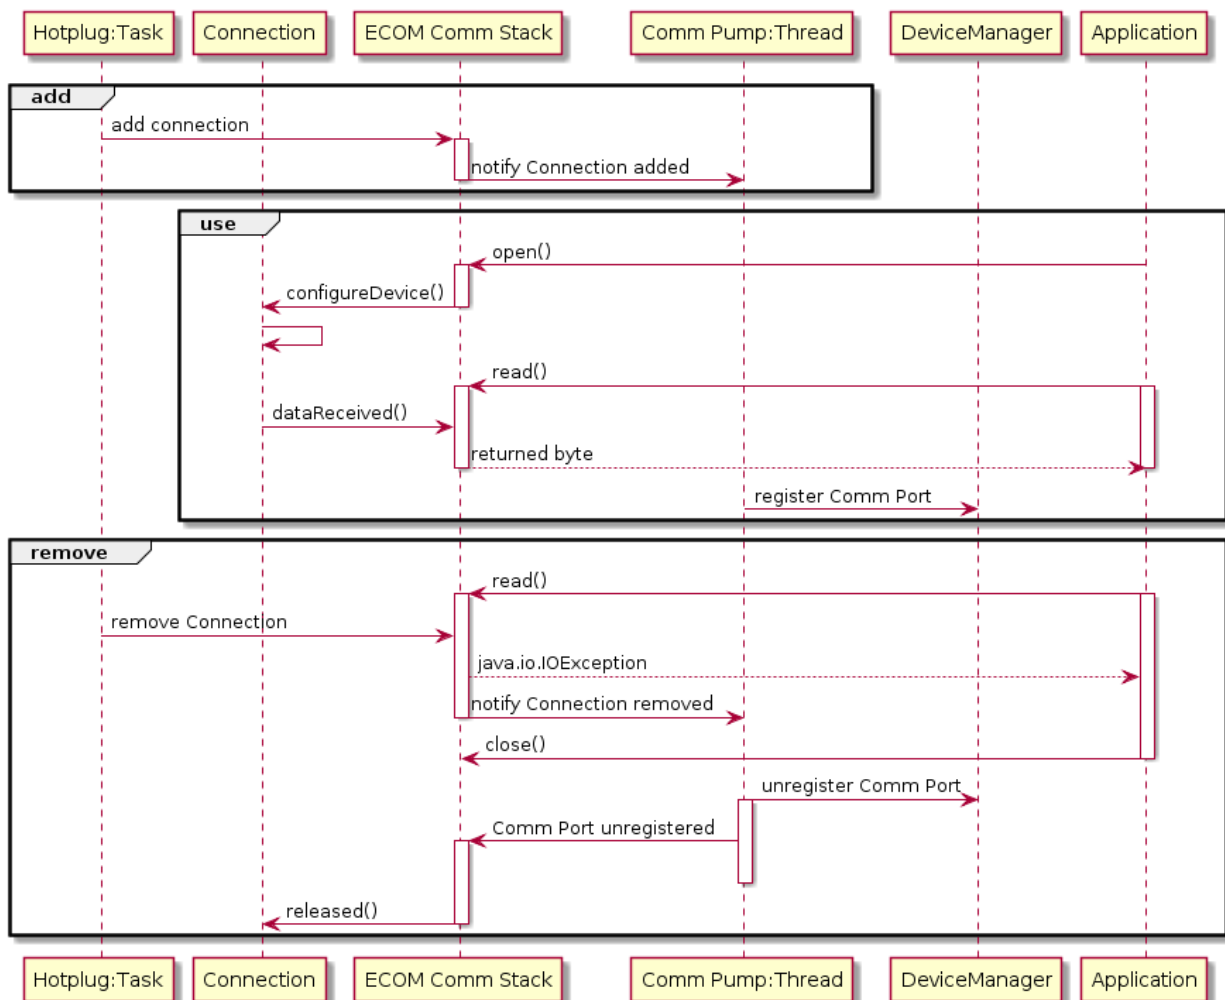 Hotplug:Task Connection ECOM Comm Stack Comm Pump:Thread DeviceManager Application
add
add connection
notify Connection added
use
open()
configureDevice()
read()
dataReceived()
returned byte
register Comm Port
remove
read()
remove Connection
java.io.IOException
notify Connection removed
close()
unregister Comm Port
Comm Port unregistered
released()
Hotplug:Task Connection ECOM Comm Stack Comm Pump:Thread DeviceManager Application